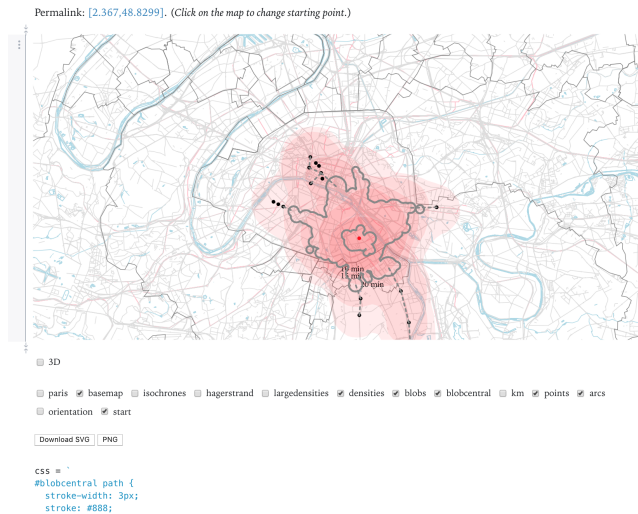 Permalink: [2.367,48.8299]. (Click on the map to change starting point.)
10 min
15 min
20 min
3D
paris basemap isochrones hagerstrand largedensities densities blobs blobcentral km points arcs
orientation start
Download SVG PNG
css = `
#blobcentral path {
stroke-width: 3px;
stroke: #888;